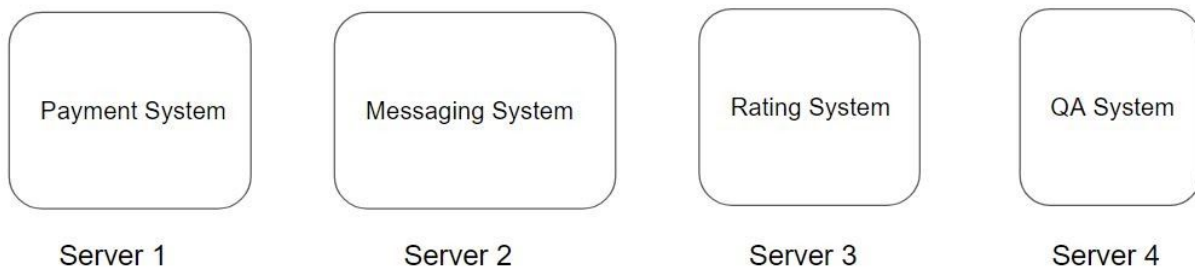 Payment System
Messaging System
Rating System
QA System
Server 1
Server 2
Server 3
Server 4